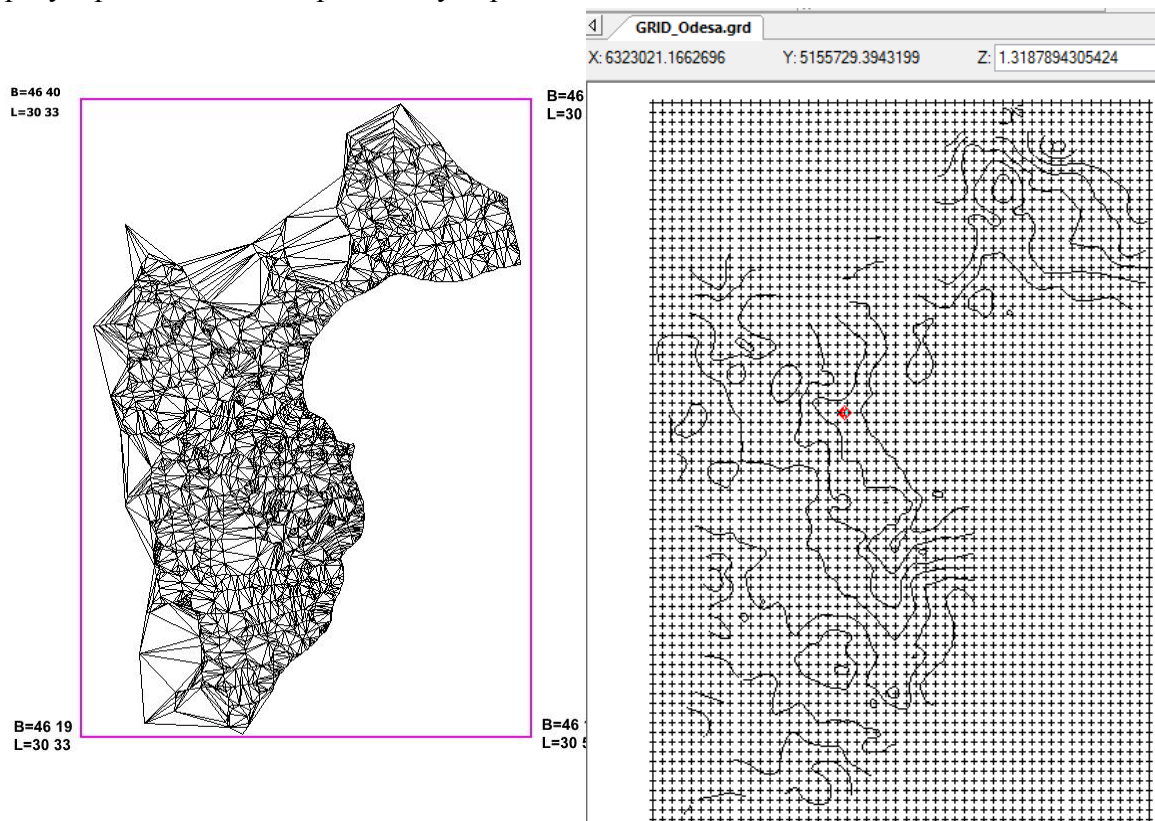 GRID_Odesa.grd
X: 6323021.1662696 Y: 5155729.3943199 Z: 1.3187894305424
B=46 40
L=30 33
B=46
L=30
B=46 19
L=30 33
B=46
L=30